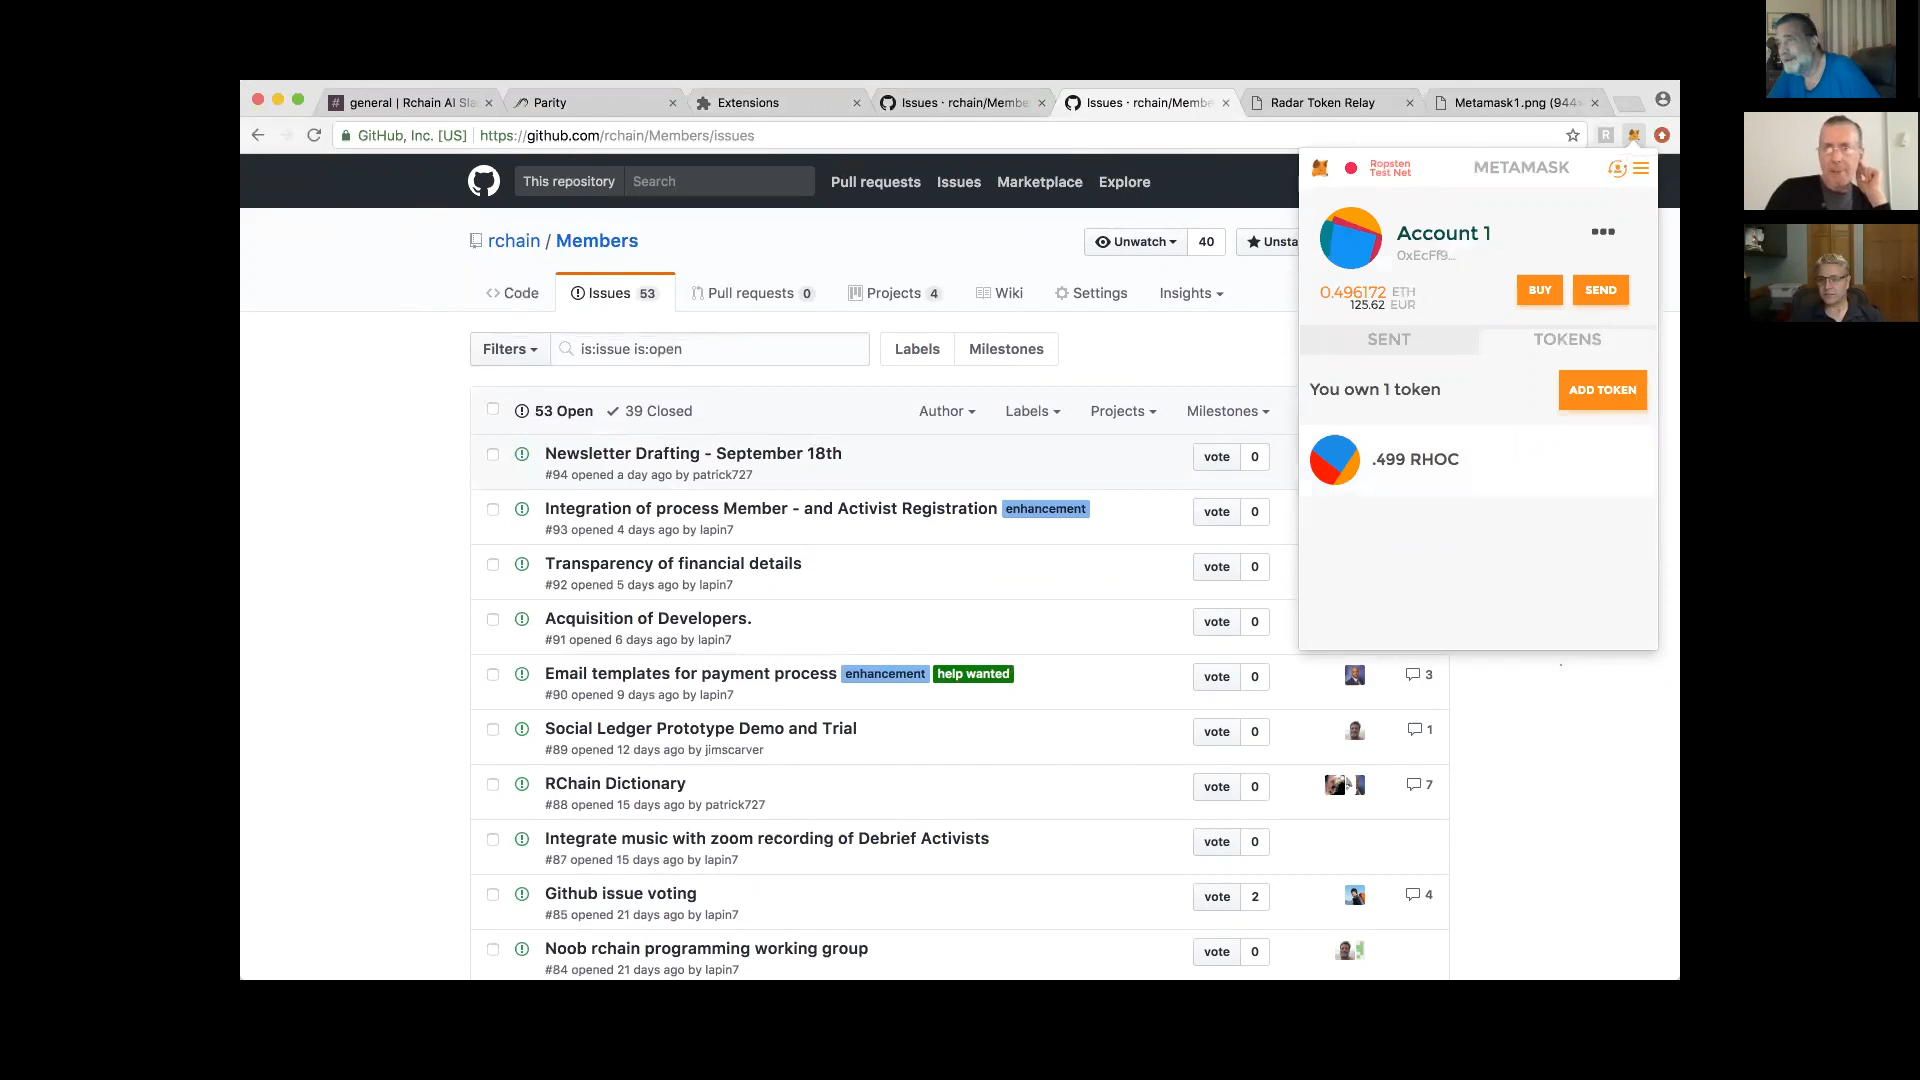 general | Rchain AI Sla
Parity
Extensions
Issues · rchain/Membe
Issues · rchain/Membe
Radar Token Relay
Metamask1.png (944×
GitHub, Inc. [US] https://github.com/rchain/Members/issues
R
This repository Search Pull requests Issues Marketplace Explore
rchain / Members
Unwatch 40 Unsta
Code Issues 53 Pull requests 0 Projects 4 Wiki Settings Insights
Filters is:issue is:open Labels Milestones
53 Open 39 Closed Author Labels Projects Milestones
Newsletter Drafting - September 18th
vote 0
#94 opened a day ago by patrick727
Integration of process Member - and Activist Registration enhancement
vote 0
#93 opened 4 days ago by lapin7
Transparency of financial details
vote 0
#92 opened 5 days ago by lapin7
Acquisition of Developers.
vote 0
#91 opened 6 days ago by lapin7
Email templates for payment process enhancement help wanted
vote 0 3
#90 opened 9 days ago by lapin7
Social Ledger Prototype Demo and Trial
vote 0 1
#89 opened 12 days ago by jimscarver
RChain Dictionary
vote 0 7
#88 opened 15 days ago by patrick727
Integrate music with zoom recording of Debrief Activists
vote 0
#87 opened 15 days ago by lapin7
Github issue voting
vote 2 4
#85 opened 21 days ago by lapin7
Noob rchain programming working group
vote 0
#84 opened 21 days ago by lapin7
Ropsten
Test Net
METAMASK
Account 1
0xEcFf9...
0.496172 ETH
125.62 EUR
BUY SEND
SENT TOKENS
You own 1 token ADD TOKEN
.499 RHOC